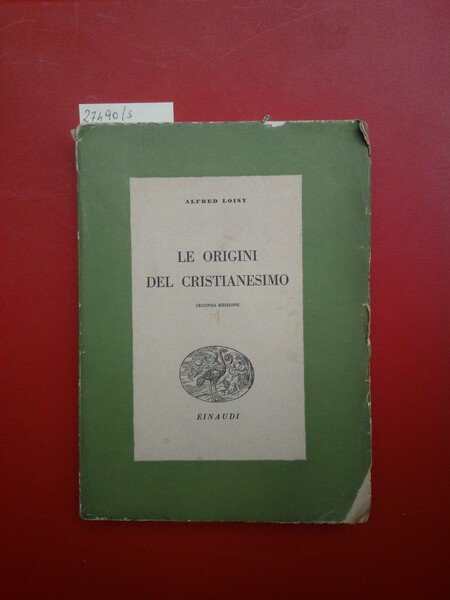 27490/s
ALFRED LOISY
LE ORIGINI
DEL CRISTIANESIMO
SECONDA EDIZIONE
EINAUDI